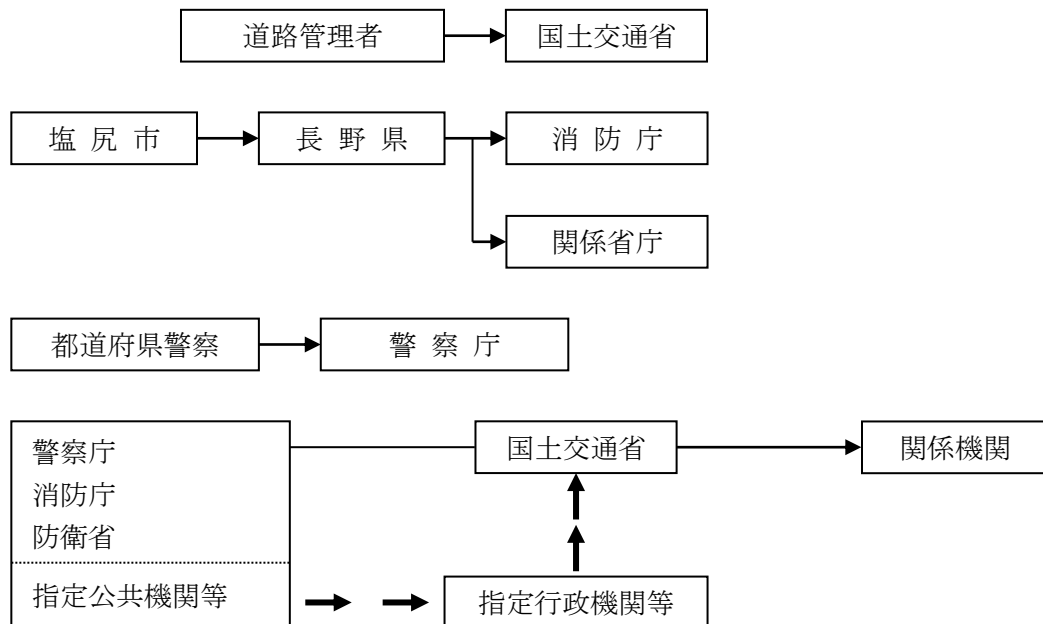 道路管理者
国土交通省
塩尻市
長野県
消防庁
関係省庁
都道府県警察
警察庁
警察庁
消防庁
防衛省
指定公共機関等
国土交通省
関係機関
指定行政機関等